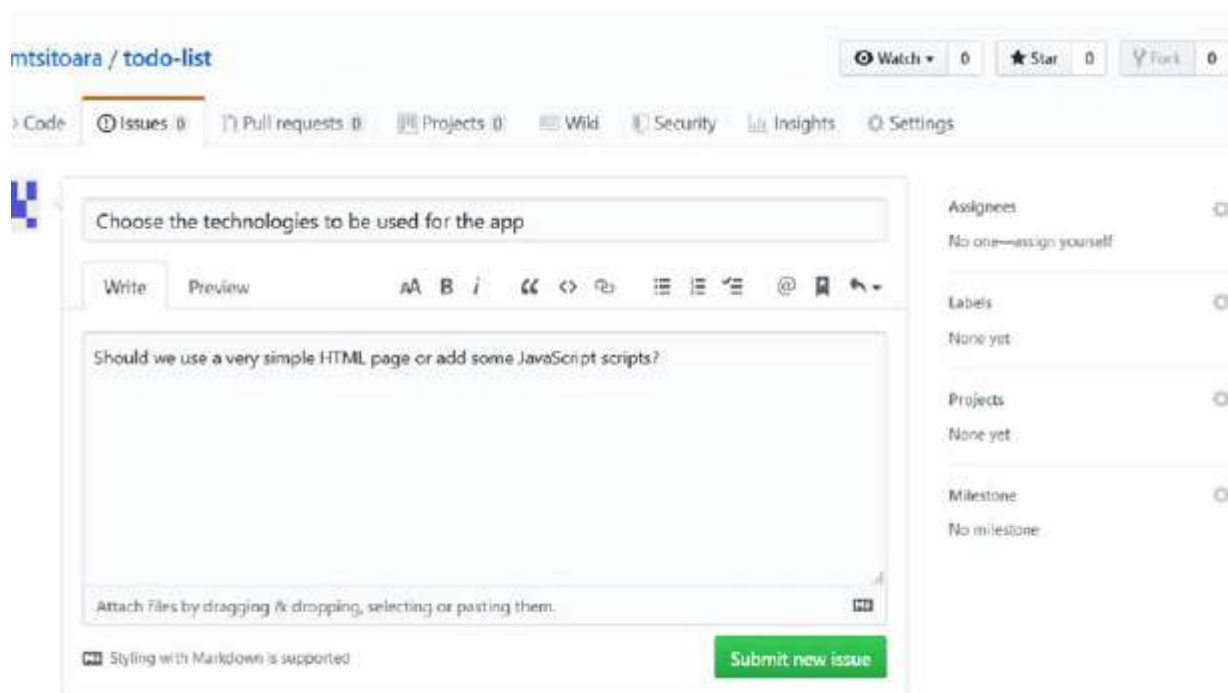 mtsitoara / todo-list
Watch 0 Star 0 Fork 0
Code Issues 0 Pull requests 0 Projects 0 Wiki Security Insights Settings
Choose the technologies to be used for the app
Assignees
No one—assign yourself
Write Preview AA B i
Labels
None yet
Should we use a very simple HTML page or add some JavaScript scripts?
Projects
None yet
Milestone
No milestone
Attach files by dragging & dropping, selecting or pasting them.
Styling with Markdown is supported
Submit new issue